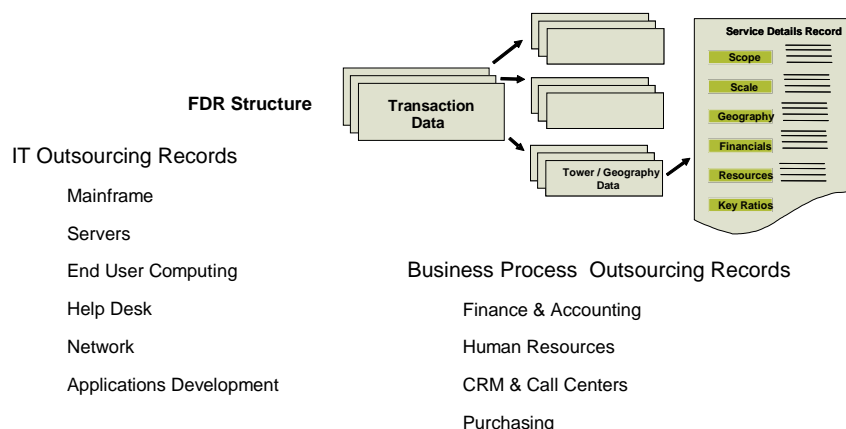 Service Details Record
Scope
Scale
Geography
Financials
Resources
Key Ratios
FDR Structure
Transaction
Data
Tower / Geography
Data
IT Outsourcing Records
Mainframe
Servers
End User Computing
Help Desk
Network
Applications Development
Business Process Outsourcing Records
Finance & Accounting
Human Resources
CRM & Call Centers
Purchasing